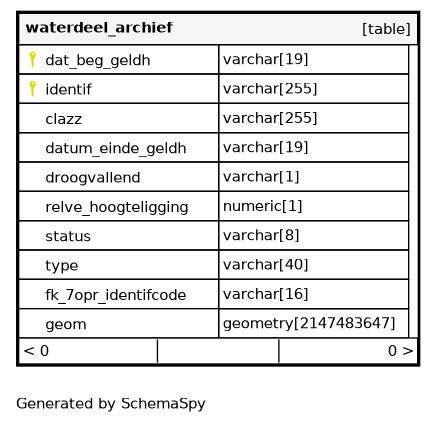 waterdeel_archief [table]
dat_beg_geldh varchar[19]
identif varchar[255]
clazz varchar[255]
datum_einde_geldh varchar[19]
droogvallend varchar[1]
relve_hoogteligging numeric[1]
status varchar[8]
type varchar[40]
fk_7opr_identifcode varchar[16]
geom geometry[2147483647]
< 0 0 >
Generated by SchemaSpy